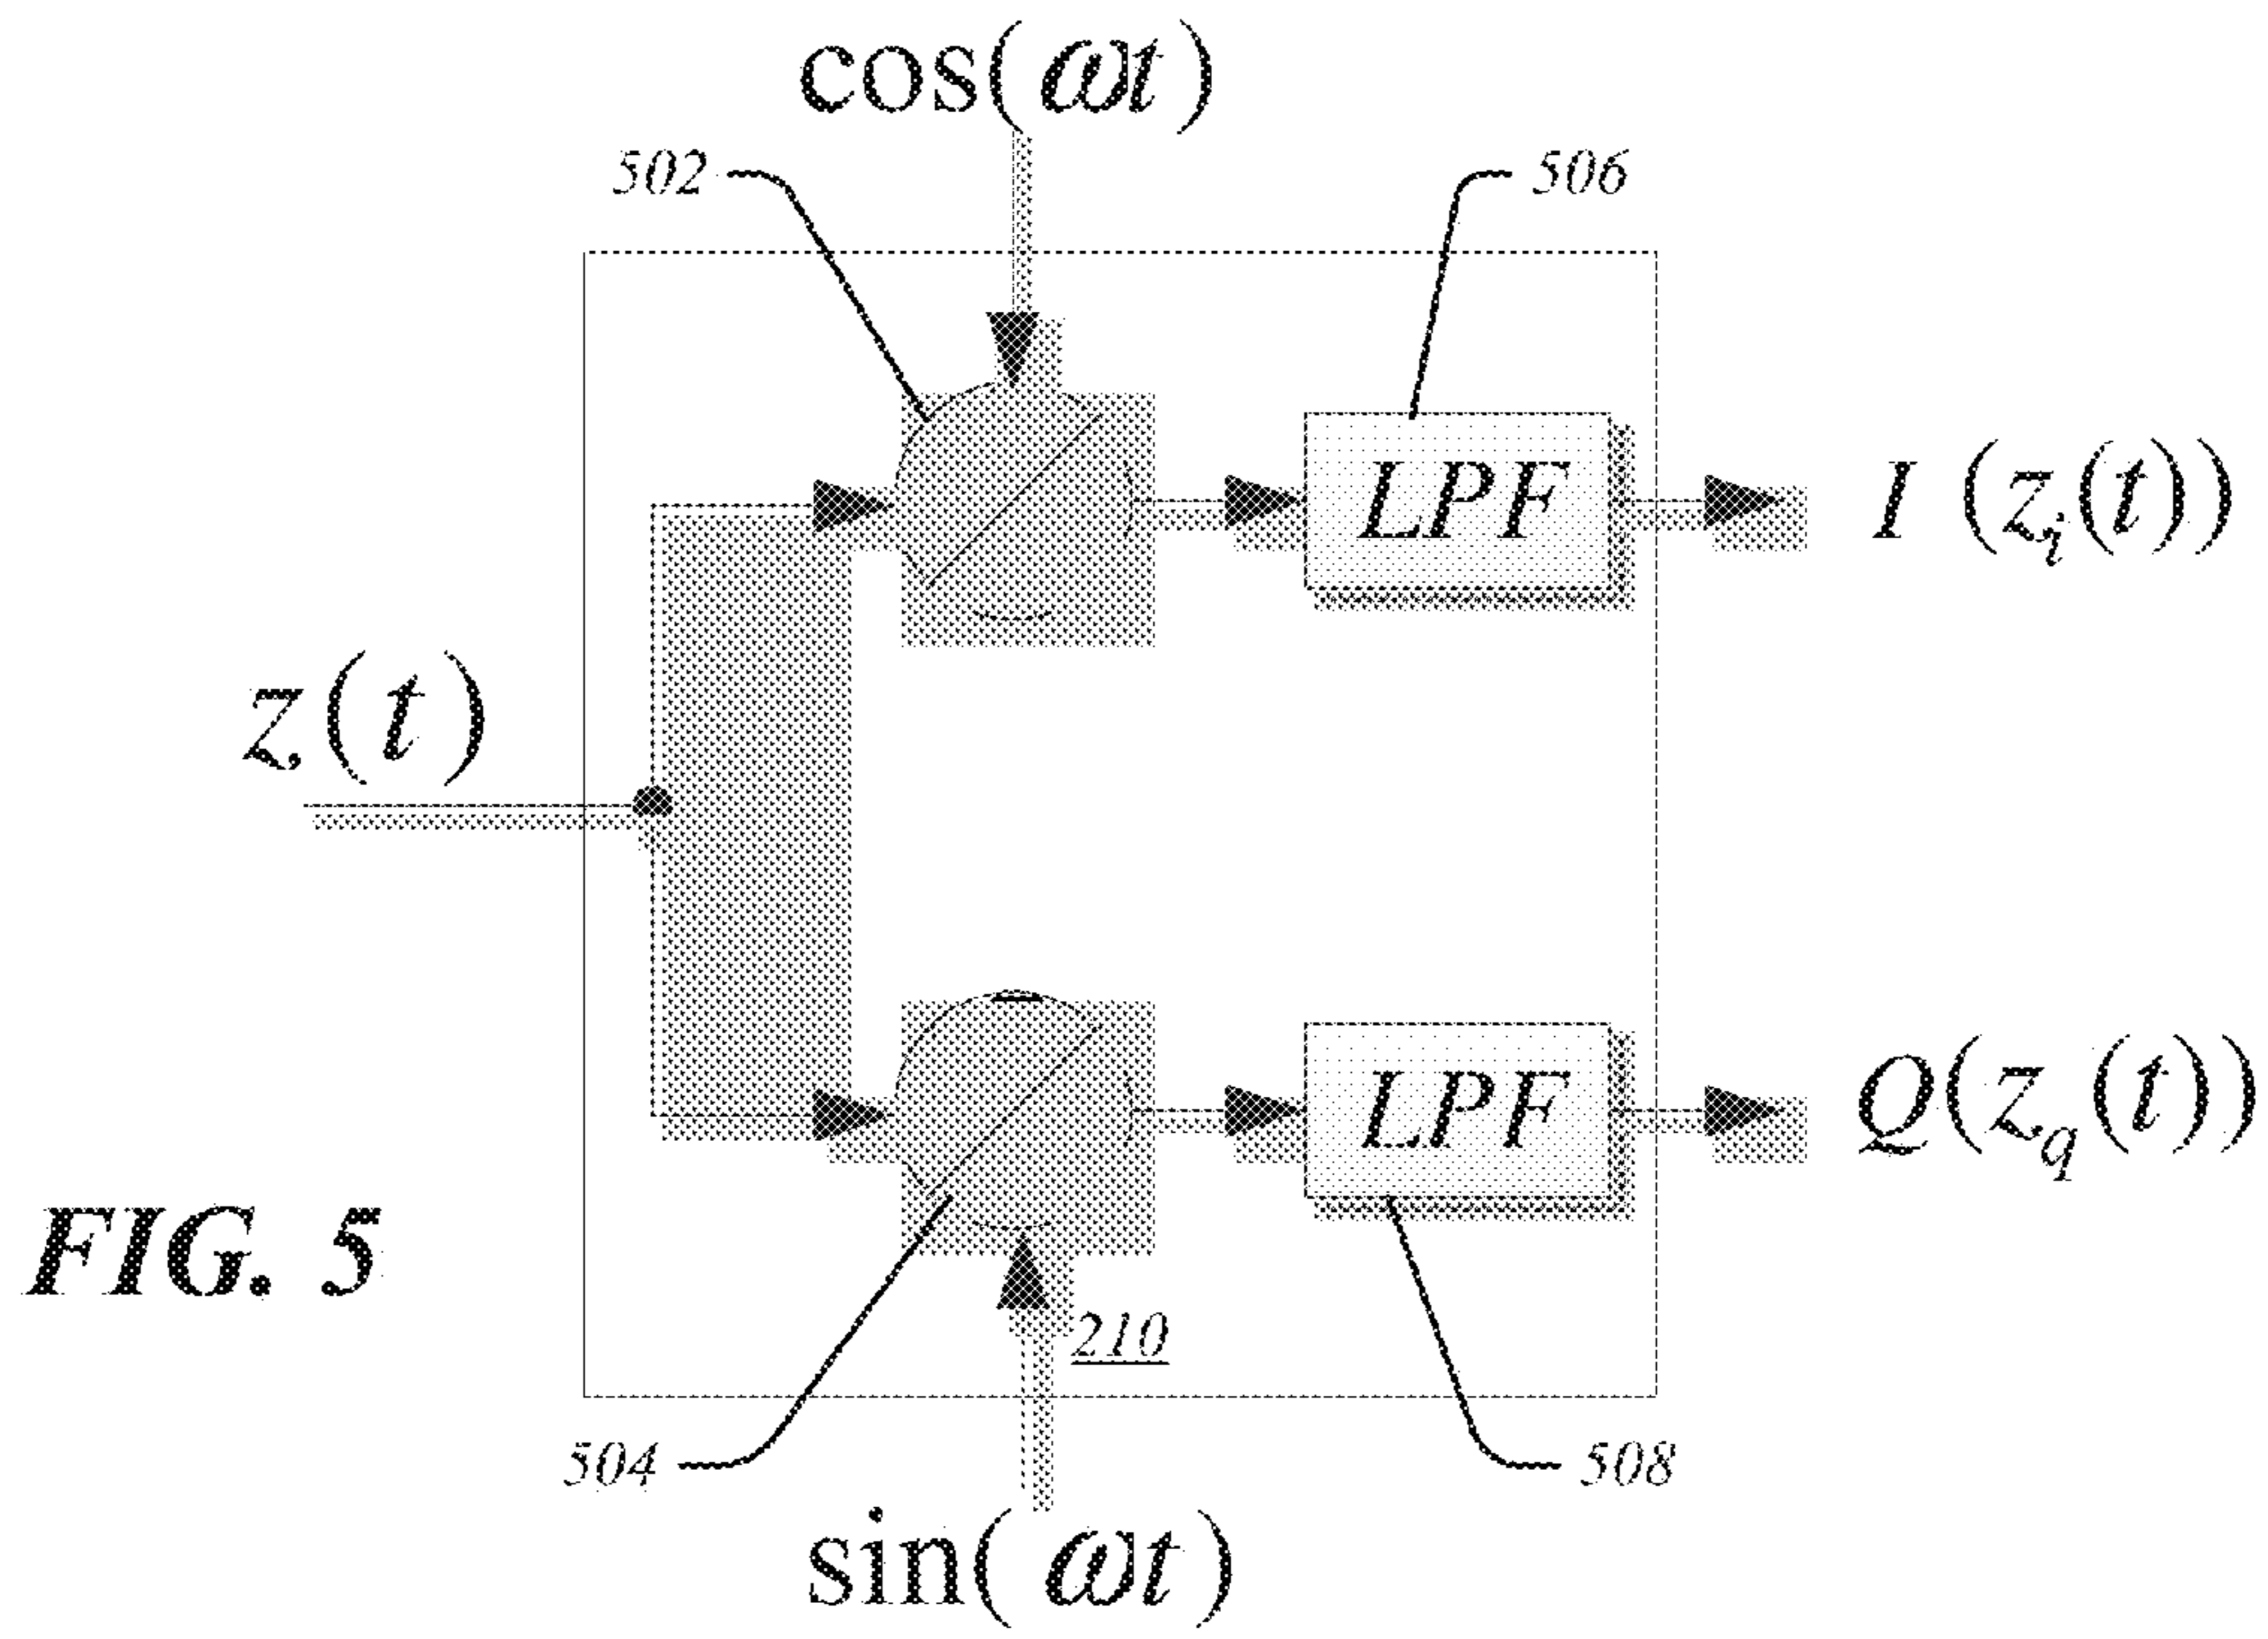 cos(ωt)
502
506
LPF
I (z_i(t))
z(t)
LPF
Q(z_q(t))
FIG. 5
210
504
508
sin(ωt)